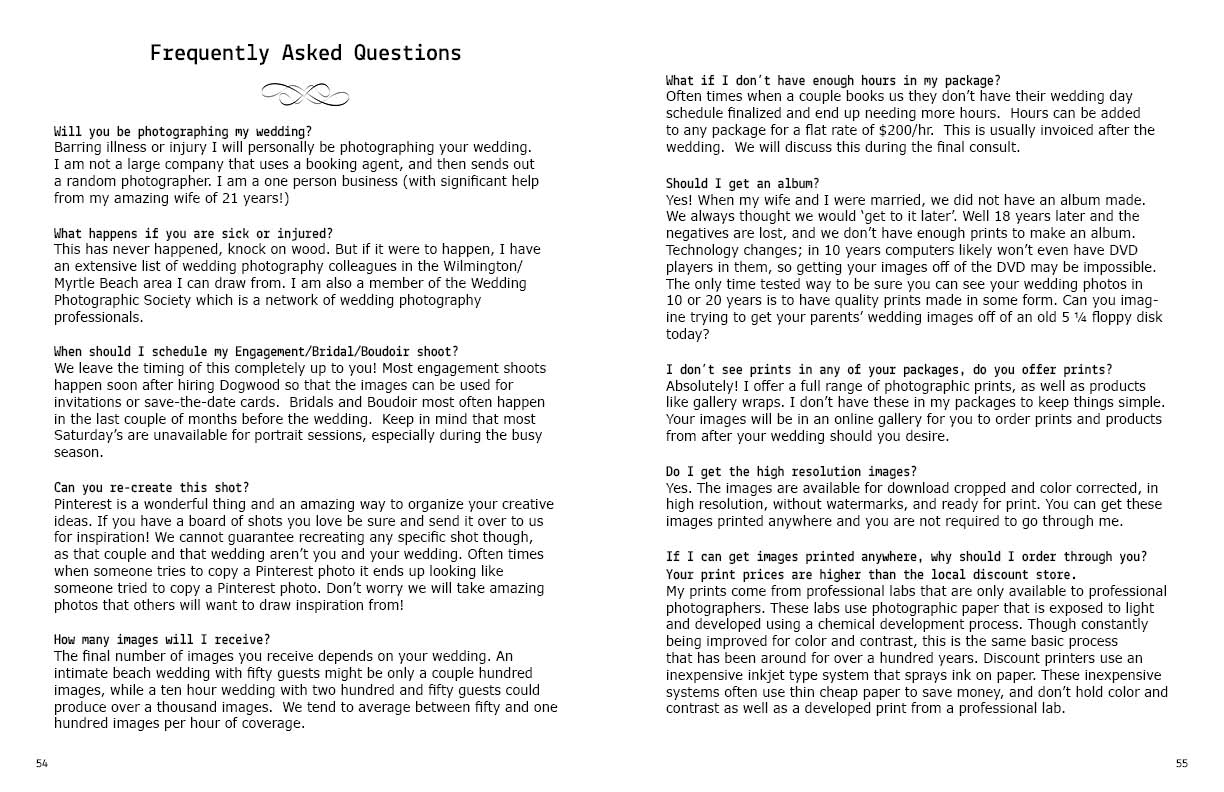 Frequently Asked Questions
Will you be photographing my wedding?
Barring illness or injury I will personally be photographing your wedding.
I am not a large company that uses a booking agent, and then sends out
a random photographer. I am a one person business (with significant help
from my amazing wife of 21 years!)
What happens if you are sick or injured?
This has never happened, knock on wood. But if it were to happen, I have
an extensive list of wedding photography colleagues in the Wilmington/
Myrtle Beach area I can draw from. I am also a member of the Wedding
Photographic Society which is a network of wedding photography
professionals.
When should I schedule my Engagement/Bridal/Boudoir shoot?
We leave the timing of this completely up to you! Most engagement shoots
happen soon after hiring Dogwood so that the images can be used for
invitations or save-the-date cards.  Bridals and Boudoir most often happen
in the last couple of months before the wedding.  Keep in mind that most
Saturday’s are unavailable for portrait sessions, especially during the busy
season.
Can you re-create this shot?
Pinterest is a wonderful thing and an amazing way to organize your creative
ideas. If you have a board of shots you love be sure and send it over to us
for inspiration! We cannot guarantee recreating any specific shot though,
as that couple and that wedding aren’t you and your wedding. Often times
when someone tries to copy a Pinterest photo it ends up looking like
someone tried to copy a Pinterest photo. Don’t worry we will take amazing
photos that others will want to draw inspiration from!
How many images will I receive?
The final number of images you receive depends on your wedding. An
intimate beach wedding with fifty guests might be only a couple hundred
images, while a ten hour wedding with two hundred and fifty guests could
produce over a thousand images.  We tend to average between fifty and one
hundred images per hour of coverage.
54
What if I don’t have enough hours in my package?
Often times when a couple books us they don’t have their wedding day
schedule finalized and end up needing more hours.  Hours can be added
to any package for a flat rate of $200/hr.  This is usually invoiced after the
wedding.  We will discuss this during the final consult.
Should I get an album?
Yes! When my wife and I were married, we did not have an album made.
We always thought we would ‘get to it later’. Well 18 years later and the
negatives are lost, and we don’t have enough prints to make an album.
Technology changes; in 10 years computers likely won’t even have DVD
players in them, so getting your images off of the DVD may be impossible.
The only time tested way to be sure you can see your wedding photos in
10 or 20 years is to have quality prints made in some form. Can you imag-
ine trying to get your parents’ wedding images off of an old 5 ¼ floppy disk
today?
I don’t see prints in any of your packages, do you offer prints?
Absolutely! I offer a full range of photographic prints, as well as products
like gallery wraps. I don’t have these in my packages to keep things simple.
Your images will be in an online gallery for you to order prints and products
from after your wedding should you desire.
Do I get the high resolution images?
Yes. The images are available for download cropped and color corrected, in
high resolution, without watermarks, and ready for print. You can get these
images printed anywhere and you are not required to go through me.
If I can get images printed anywhere, why should I order through you?
Your print prices are higher than the local discount store.
My prints come from professional labs that are only available to professional
photographers. These labs use photographic paper that is exposed to light
and developed using a chemical development process. Though constantly
being improved for color and contrast, this is the same basic process
that has been around for over a hundred years. Discount printers use an
inexpensive inkjet type system that sprays ink on paper. These inexpensive
systems often use thin cheap paper to save money, and don’t hold color and
contrast as well as a developed print from a professional lab.
55